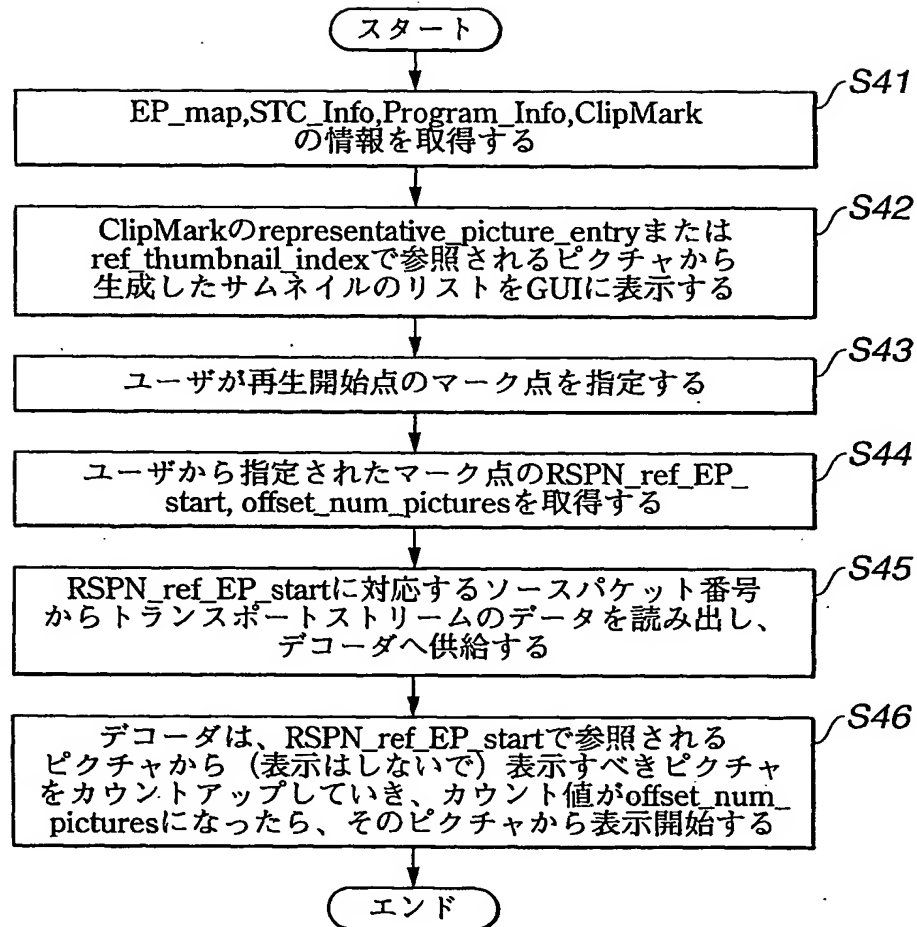 スタート
S41
EP_map,STC_Info,Program_Info,ClipMark
の情報を取得する
S42
ClipMarkのrepresentative_picture_entryまたは
ref_thumbnail_indexで参照されるピクチャから
生成したサムネイルのリストをGUIに表示する
S43
ユーザが再生開始点のマーク点を指定する
S44
ユーザから指定されたマーク点のRSPN_ref_EP_
start, offset_num_picturesを取得する
S45
RSPN_ref_EP_startに対応するソースパケット番号
からトランスポートストリームのデータを読み出し、
デコーダへ供給する
S46
デコーダは、RSPN_ref_EP_startで参照される
ピクチャから（表示はしないで）表示すべきピクチャ
をカウントアップしていき、カウント値がoffset_num_
picturesになったら、そのピクチャから表示開始する
エンド